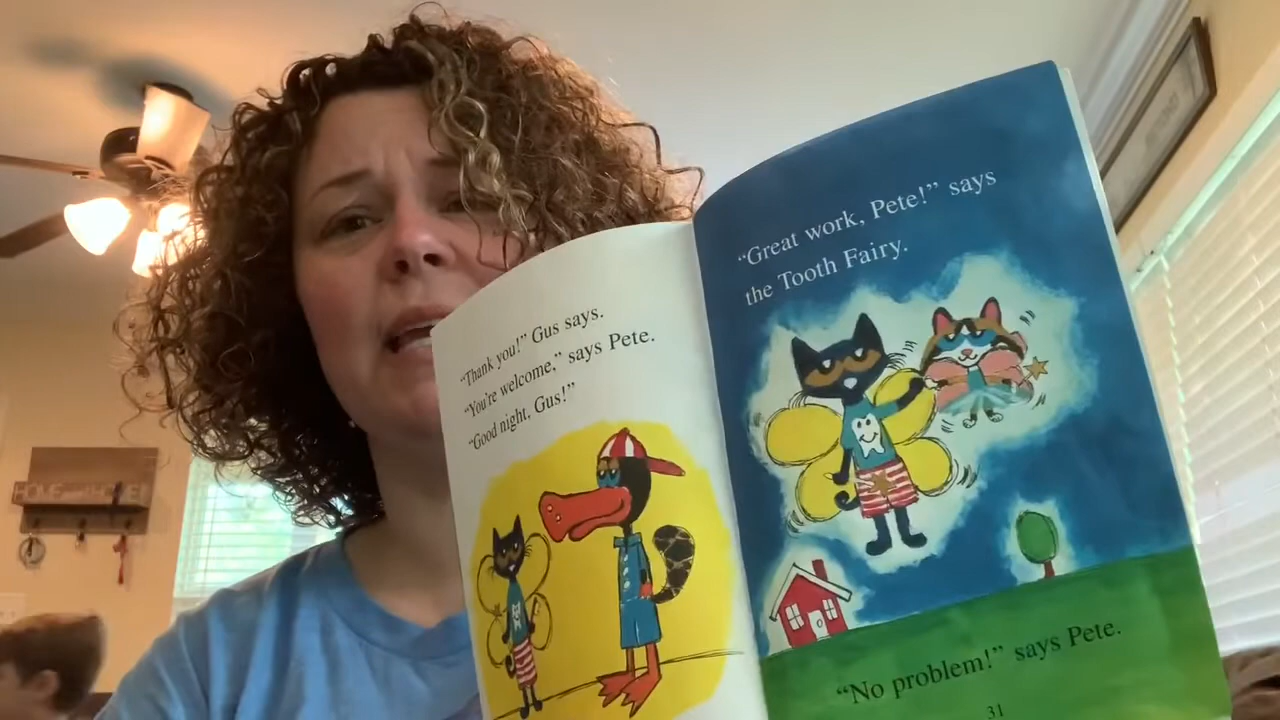 "Thank you!" Gus says.
"You're welcome," says Pete.
"Good night, Gus!"
"Great work, Pete!" says
the Tooth Fairy.
"No problem!" says Pete.
31